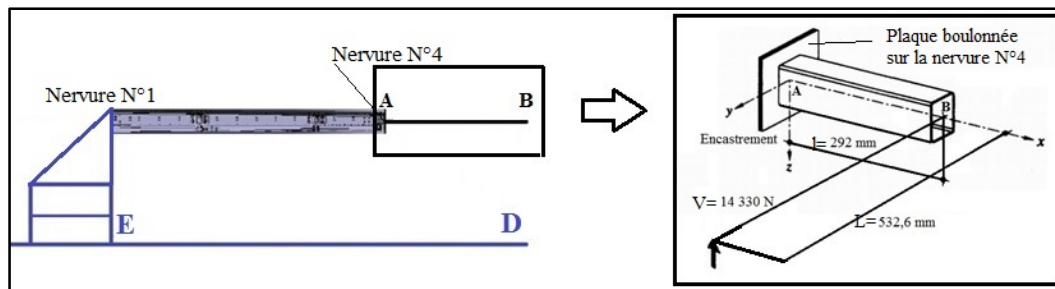 Nervure N°4
Nervure N°1
A
B
E
D
Plaque boulonnée
sur la nervure N°4
A
B
y
x
Encastrement
z
l= 292 mm
V= 14 330 N
L=532,6 mm